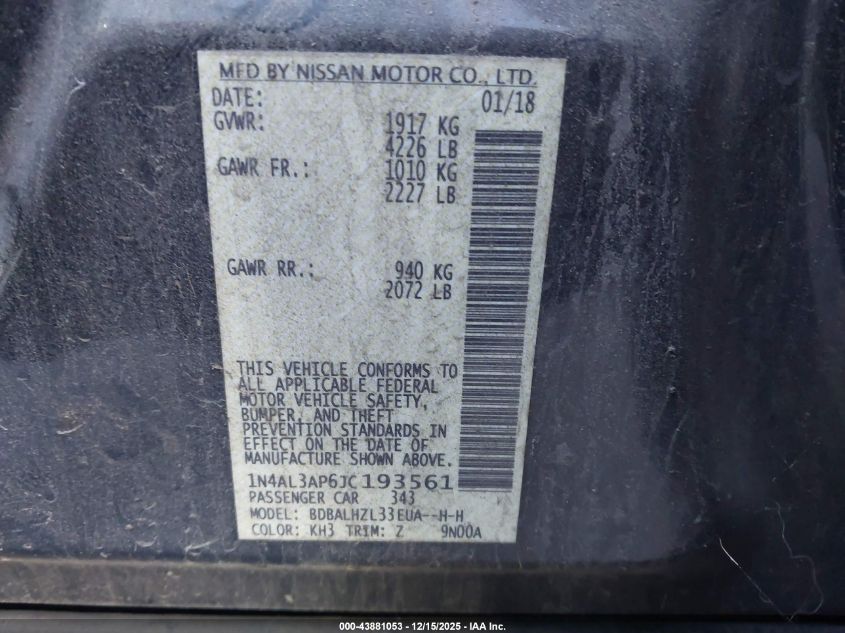 MFD BY NISSAN MOTOR CO., LTD.
DATE: 01/18
GVWR: 1917 KG
4226 LB
GAWR FR.: 1010 KG
2227 LB
GAWR RR.: 940 KG
2072 LB
THIS VEHICLE CONFORMS TO
ALL APPLICABLE FEDERAL
MOTOR VEHICLE SAFETY,
BUMPER, AND THEFT
PREVENTION STANDARDS IN
EFFECT ON THE DATE OF
MANUFACTURE SHOWN ABOVE.
1N4AL3AP6JC193561
PASSENGER CAR 343
MODEL: BDBALHZL33EUA--H-H
COLOR: KH3 TRIM: Z 9N00A
000-43881053 - 12/15/2025 - IAA Inc.